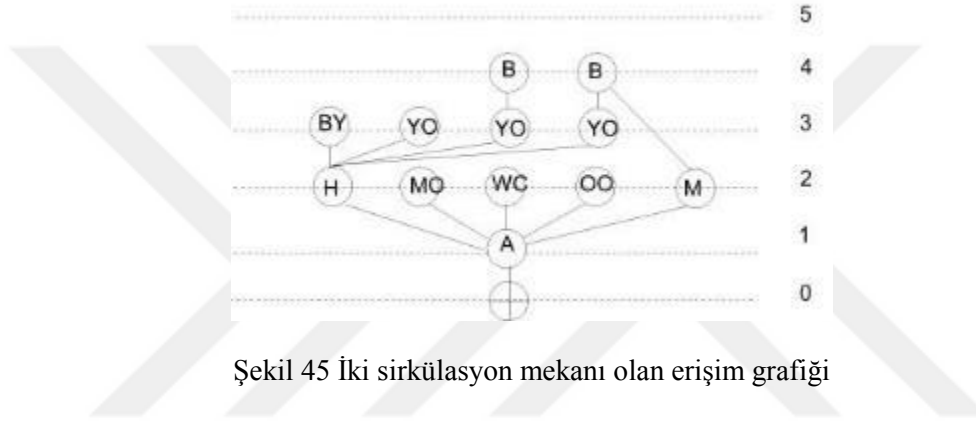 5
B B 4
BY YO YO YO 3
H MO WC OO M 2
A 1
0
Şekil 45 İki sirkülasyon mekanı olan erişim grafiği